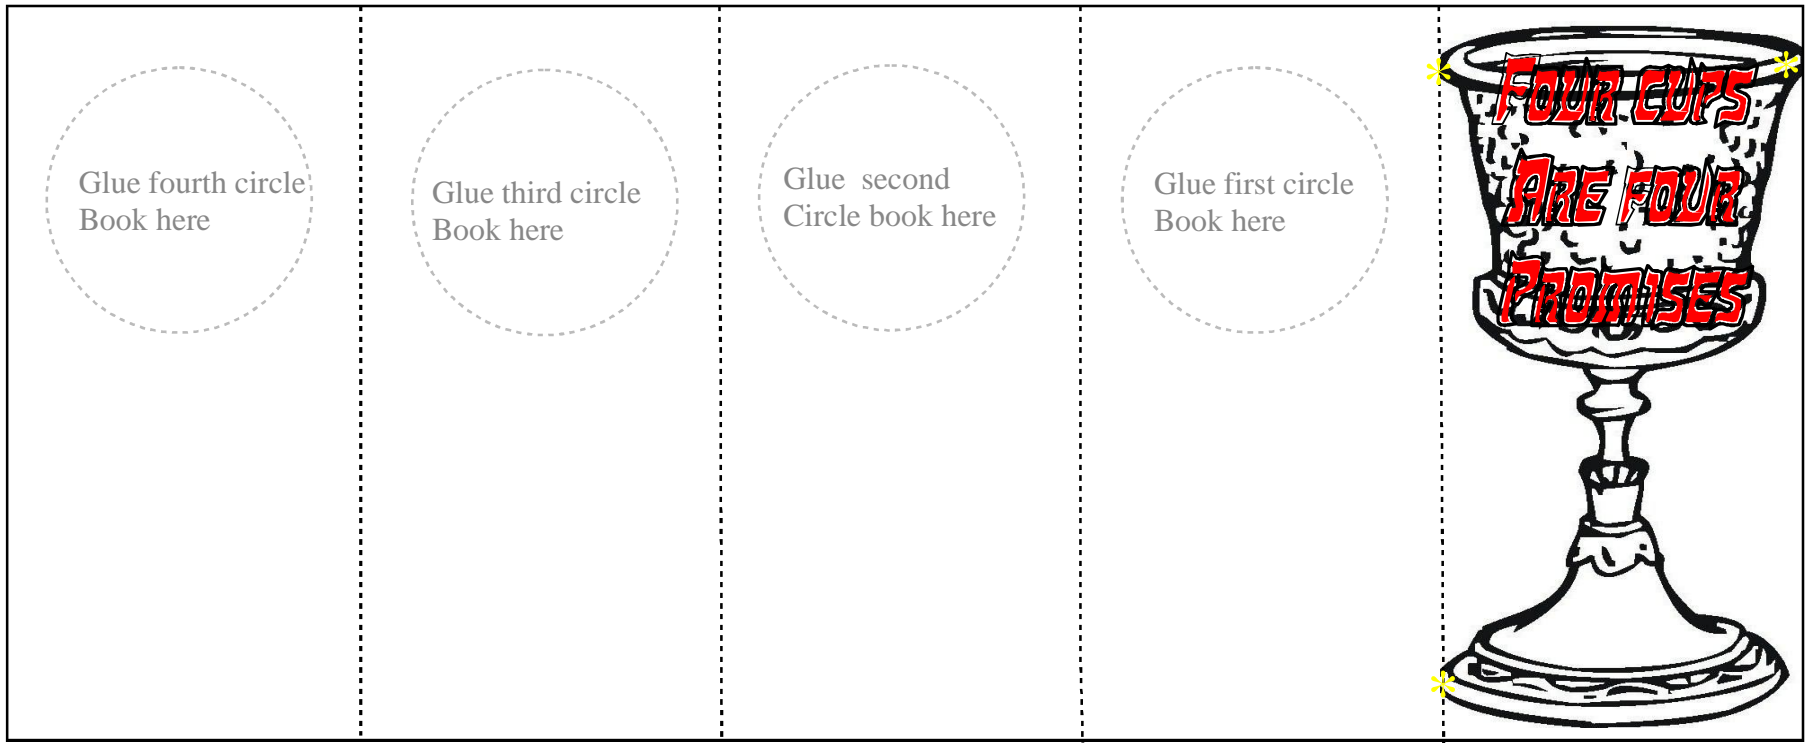 Glue fourth circle
Book here
Glue third circle
Book here
Glue  second
Circle book here
Glue first circle
Book here
FOUR CUPS
ARE FOUR
PROMISES